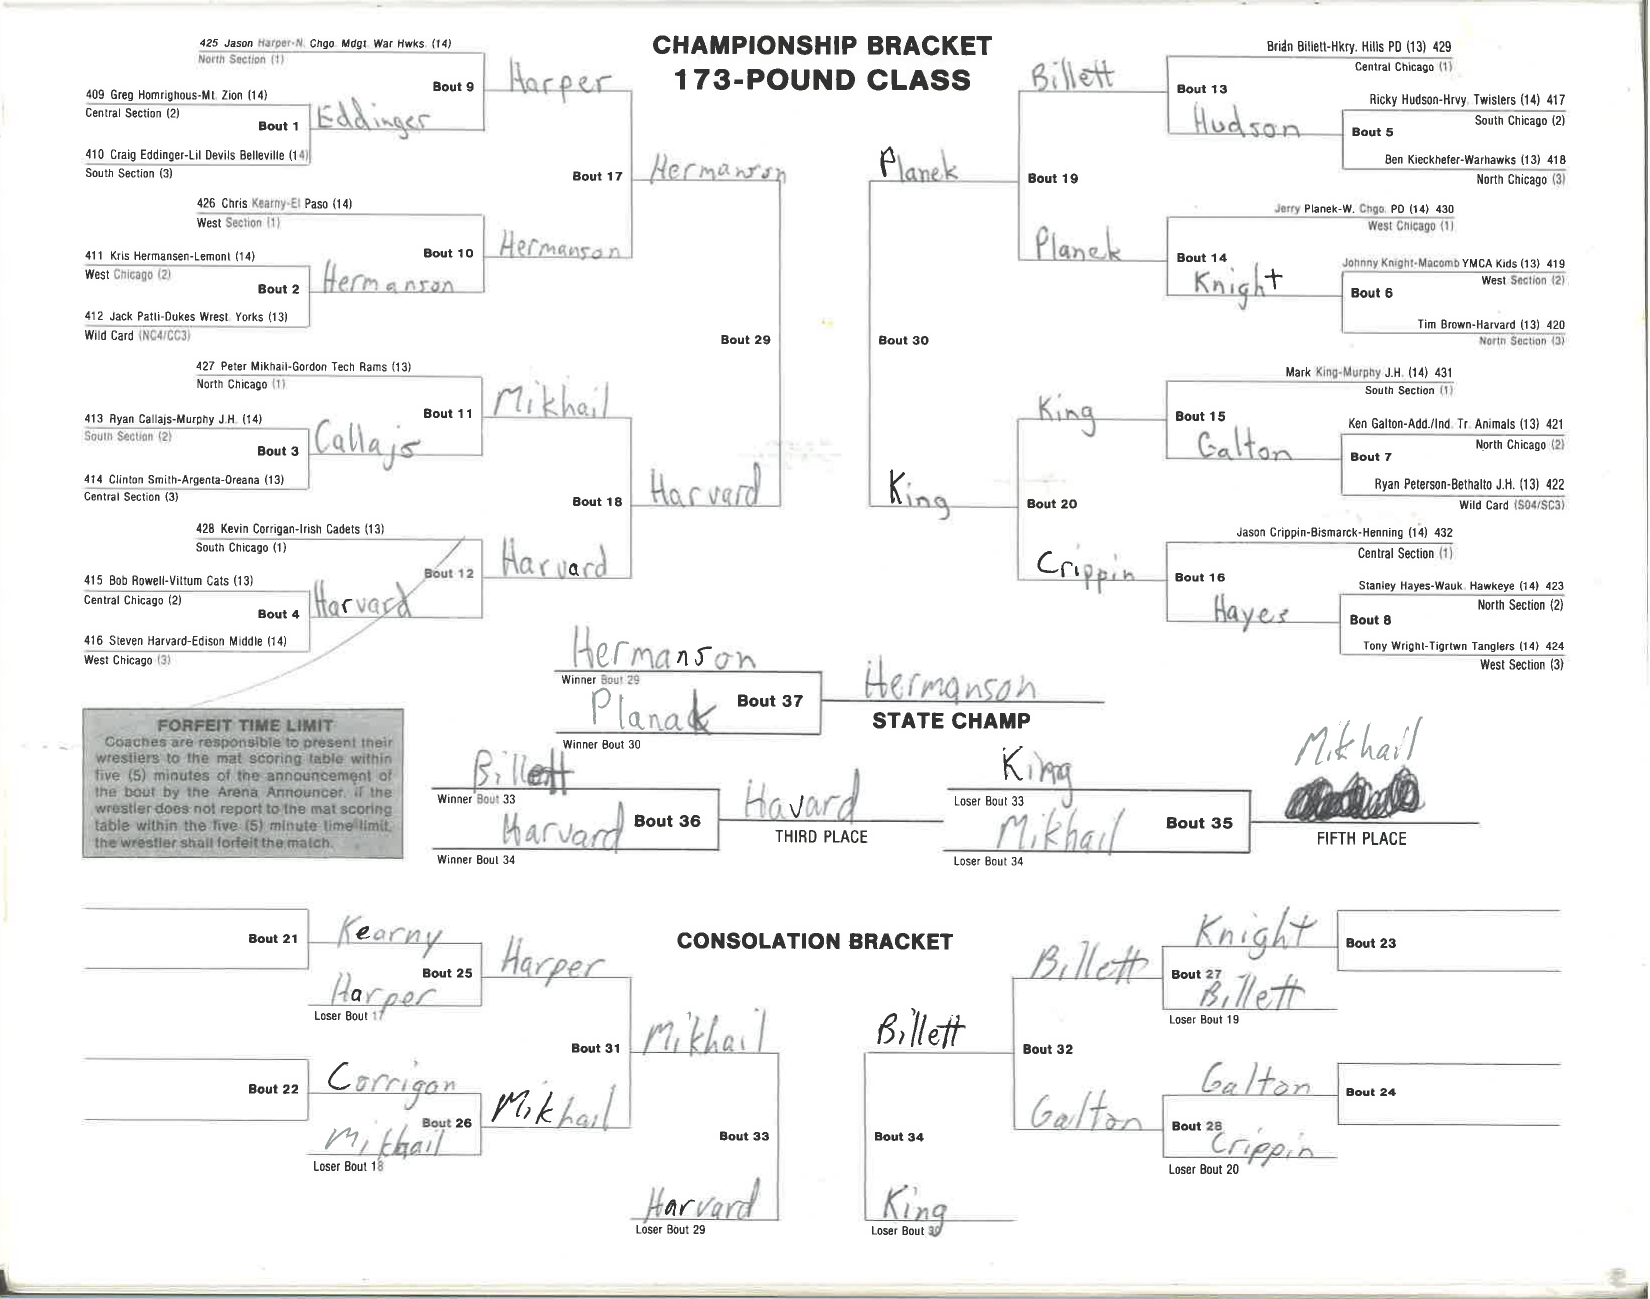 CHAMPIONSHIP BRACKET
173-POUND CLASS
425 Jason Harper-N. Chgo. Mdgt. War Hwks. (14)
North Section (1)
Bout 9
Harper
409 Greg Homrighous-Mt. Zion (14)
Central Section (2)
Bout 1
Eddinger
410 Craig Eddinger-Lil Devils Belleville (14)
South Section (3)
Bout 17
Hermanson
426 Chris Kearny-El Paso (14)
West Section (1)
Bout 10
Hermanson
411 Kris Hermansen-Lemont (14)
West Chicago (2)
Bout 2
Hermanson
412 Jack Patti-Dukes Wrest. Yorks (13)
Wild Card (NC4/CC3)
Bout 29
427 Peter Mikhail-Gordon Tech Rams (13)
North Chicago (1)
Bout 11
Mikhail
413 Ryan Callajs-Murphy J.H. (14)
South Section (2)
Bout 3
Callajs
414 Clinton Smith-Argenta-Oreana (13)
Central Section (3)
Bout 18
Harvard
428 Kevin Corrigan-Irish Cadets (13)
South Chicago (1)
Bout 12
Harvard
415 Bob Rowell-Vittum Cats (13)
Central Chicago (2)
Bout 4
Harvard
416 Steven Harvard-Edison Middle (14)
West Chicago (3)
Brian Billett-Hkry. Hills PD (13) 429
Central Chicago (1)
Billett
Bout 13
Hudson
Ricky Hudson-Hrvy. Twisters (14) 417
South Chicago (2)
Bout 5
Ben Kieckhefer-Warhawks (13) 418
North Chicago (3)
Planek
Bout 19
Jerry Planek-W. Chgo. PD (14) 430
West Chicago (1)
Planek
Bout 14
Knight
Johnny Knight-Macomb YMCA Kids (13) 419
West Section (2)
Bout 6
Tim Brown-Harvard (13) 420
North Section (3)
Bout 30
Mark King-Murphy J.H. (14) 431
South Section (1)
King
Bout 15
Galton
Ken Galton-Add./Ind. Tr. Animals (13) 421
North Chicago (2)
Bout 7
Ryan Peterson-Bethalto J.H. (13) 422
Wild Card (SO4/SC3)
King
Bout 20
Jason Crippin-Bismarck-Henning (14) 432
Central Section (1)
Crippin
Bout 16
Hayes
Stanley Hayes-Wauk. Hawkeye (14) 423
North Section (2)
Bout 8
Tony Wright-Tigrtwn Tanglers (14) 424
West Section (3)
Hermanson
Winner Bout 29
Bout 37
Planak
Winner Bout 30
Hermanson
STATE CHAMP
FORFEIT TIME LIMIT
Coaches are responsible to present their
wrestlers to the mat scoring table within
five (5) minutes of the announcement of
the bout by the Arena Announcer. If the
wrestler does not report to the mat scoring
table within the five (5) minute time limit,
the wrestler shall forfeit the match.
Billett
Winner Bout 33
Harvard
Bout 36
Winner Bout 34
Havard
THIRD PLACE
King
Loser Bout 33
Mikhail
Bout 35
Loser Bout 34
Mikhail
FIFTH PLACE
CONSOLATION BRACKET
Bout 21
Kearny
Bout 25
Harper
Harper
Loser Bout 17
Bout 31
Mikhail
Bout 22
Corrigan
Bout 26
Mikhail
Mikhail
Loser Bout 18
Bout 33
Harvard
Loser Bout 29
Knight
Bout 23
Billett
Bout 27
Billett
Loser Bout 19
Billett
Bout 32
Galton
Bout 24
Galton
Bout 28
Crippin
Loser Bout 20
Bout 34
King
Loser Bout 30